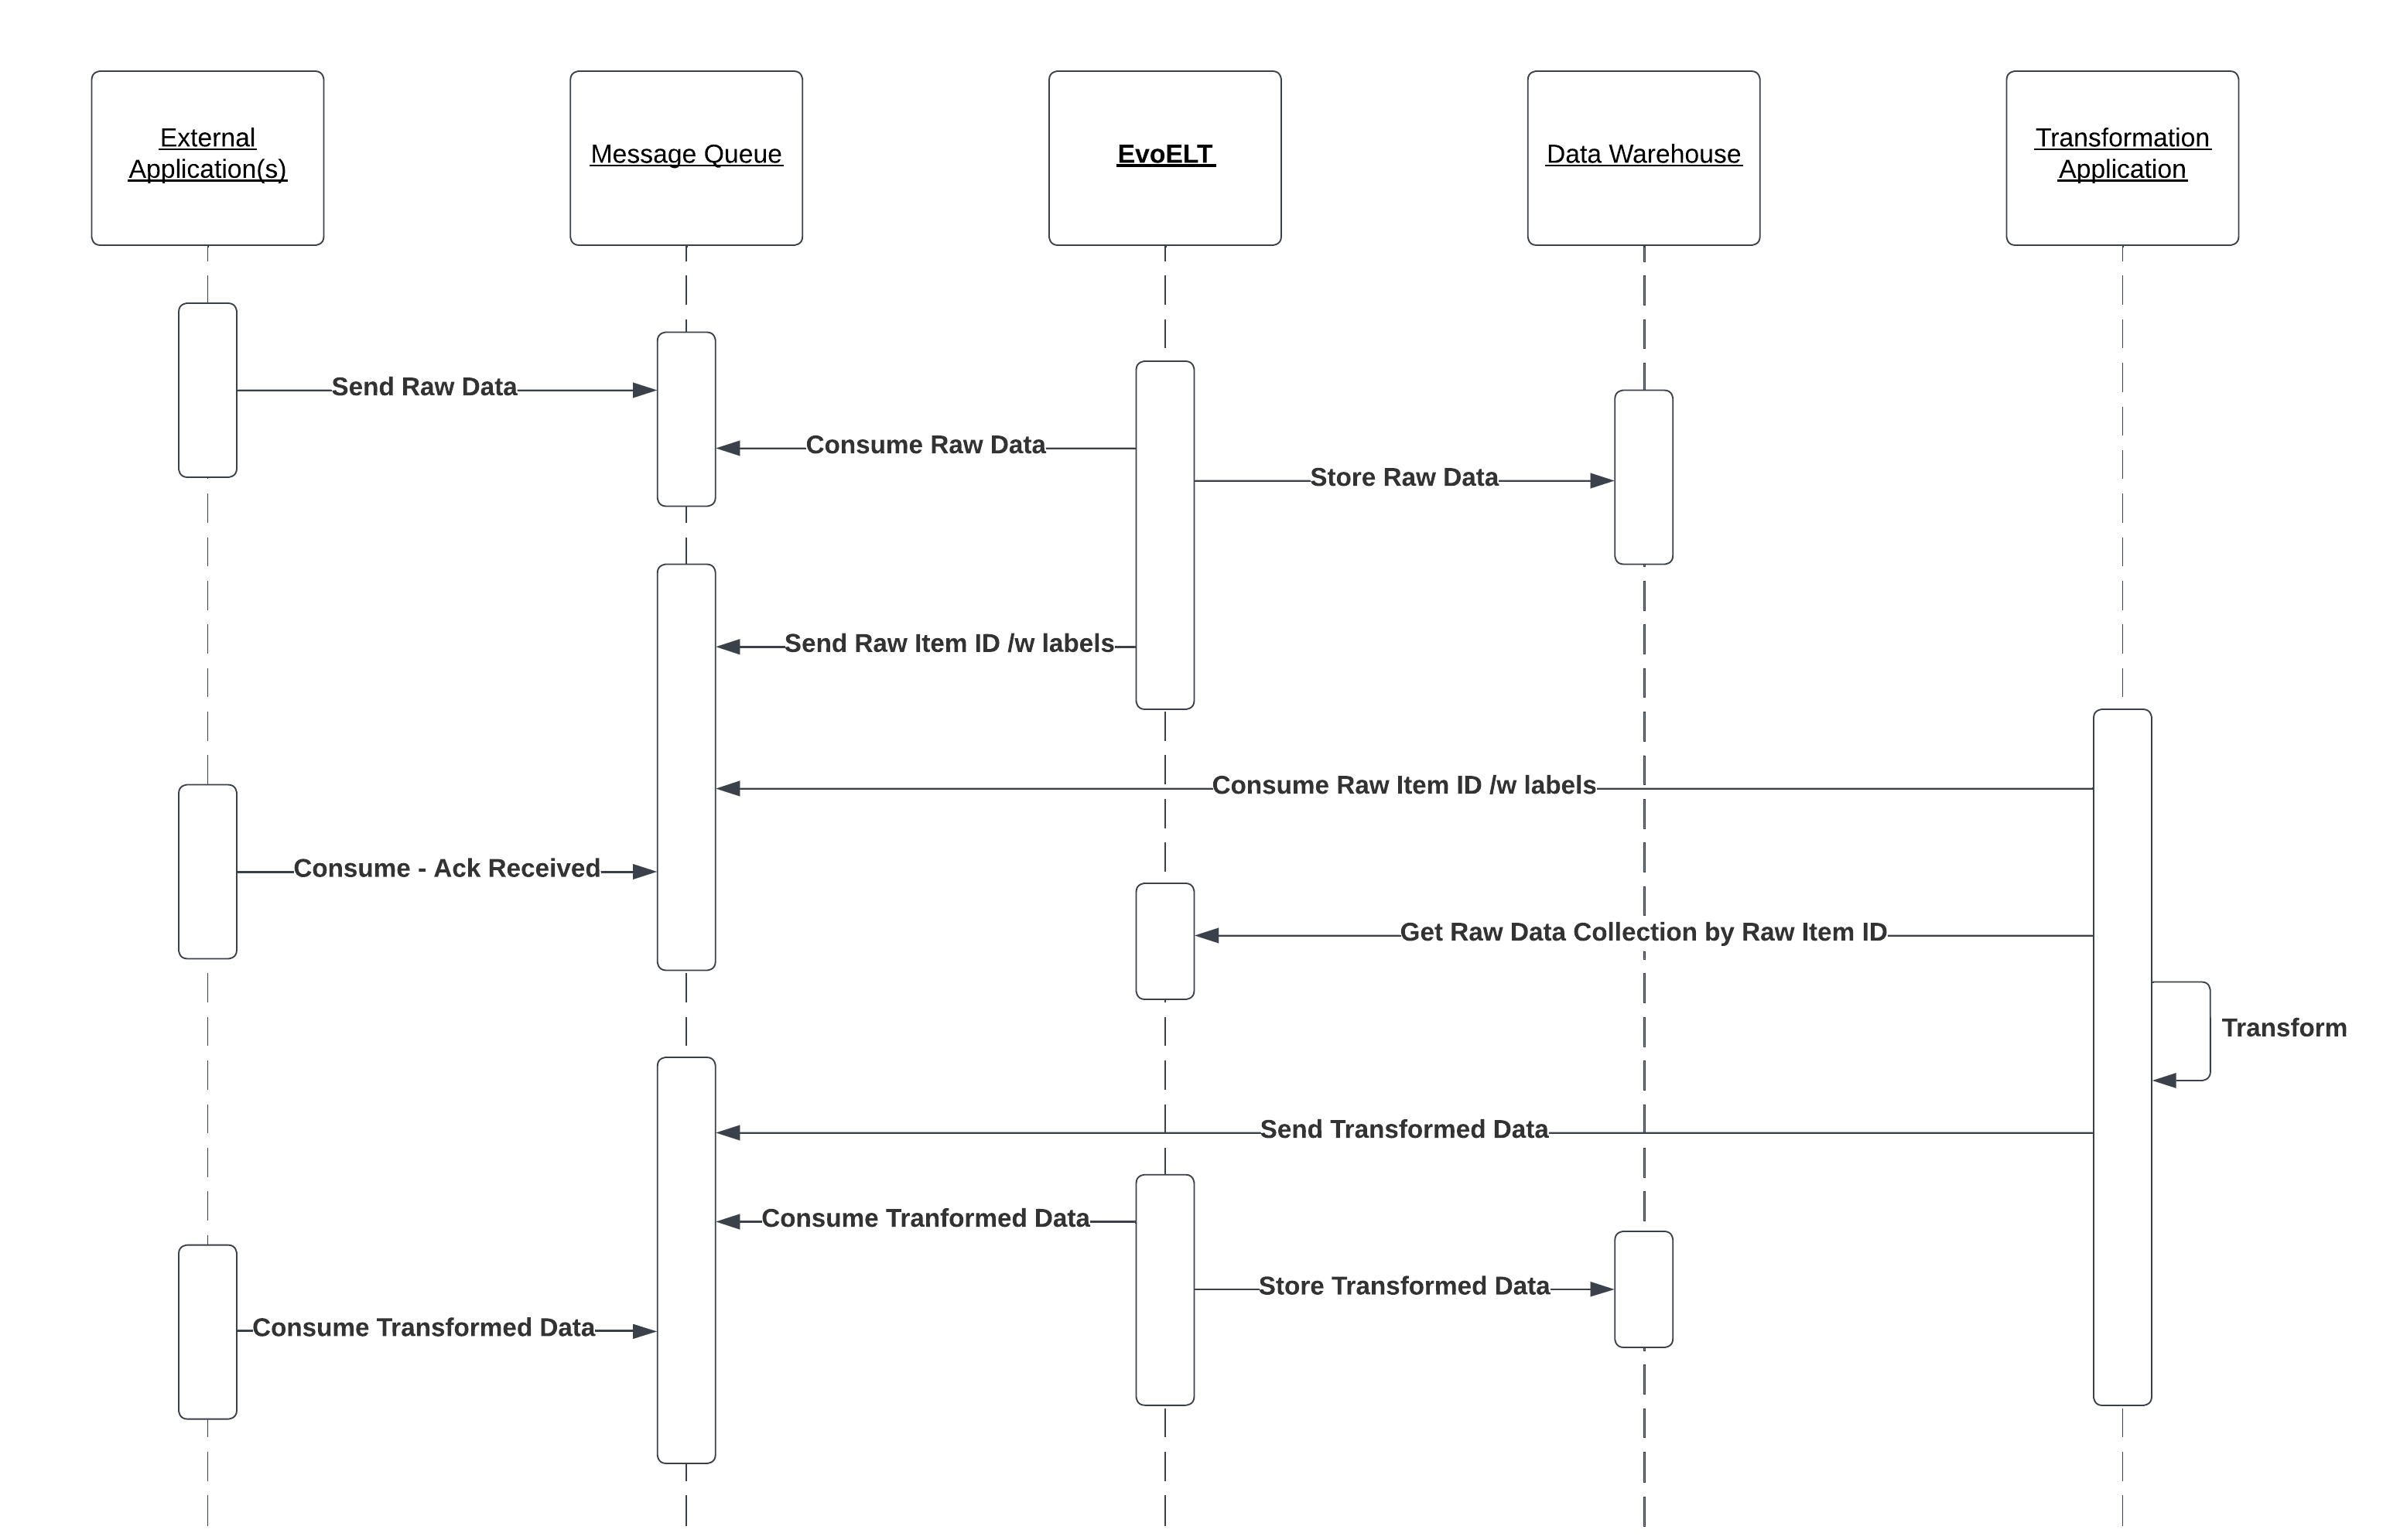 External
Application(s)
Message Queue
EvoELT
Data Warehouse
Transformation
Application
Send Raw Data
Consume Raw Data
Store Raw Data
Send Raw Item ID /w labels
Consume Raw Item ID /w labels
Consume - Ack Received
Get Raw Data Collection by Raw Item ID
Transform
Send Transformed Data
Consume Tranformed Data
Store Transformed Data
Consume Transformed Data